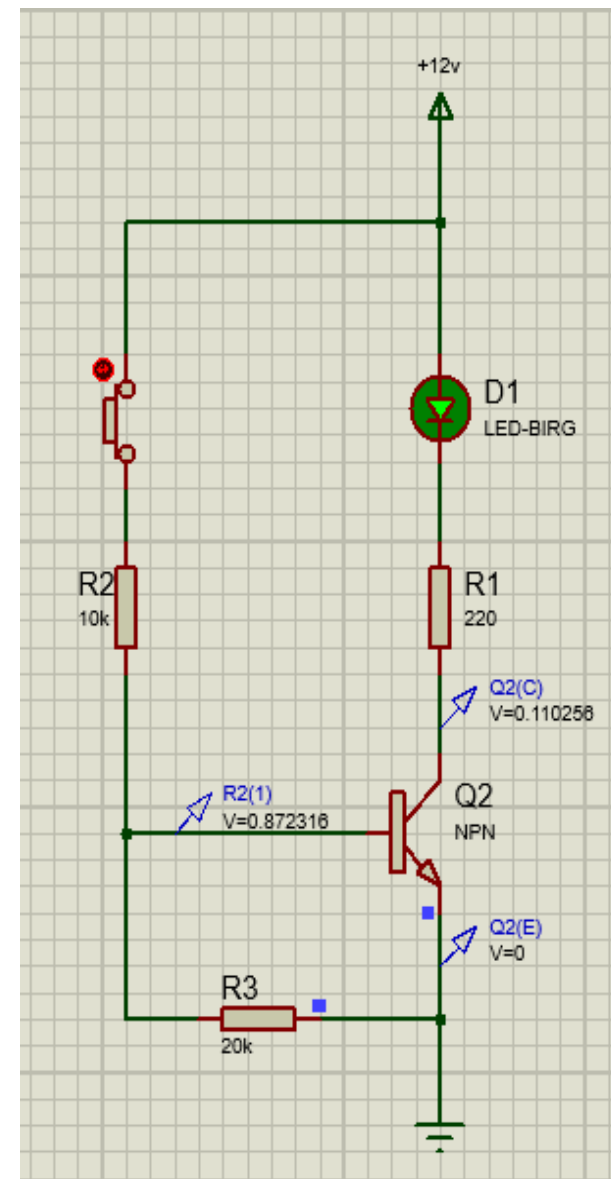 +12v
D1
LED-BIRG
R2
10k
R1
220
Q2(C)
V=0.110256
R2(1)
V=0.872316
Q2
NPN
Q2(E)
V=0
R3
20k